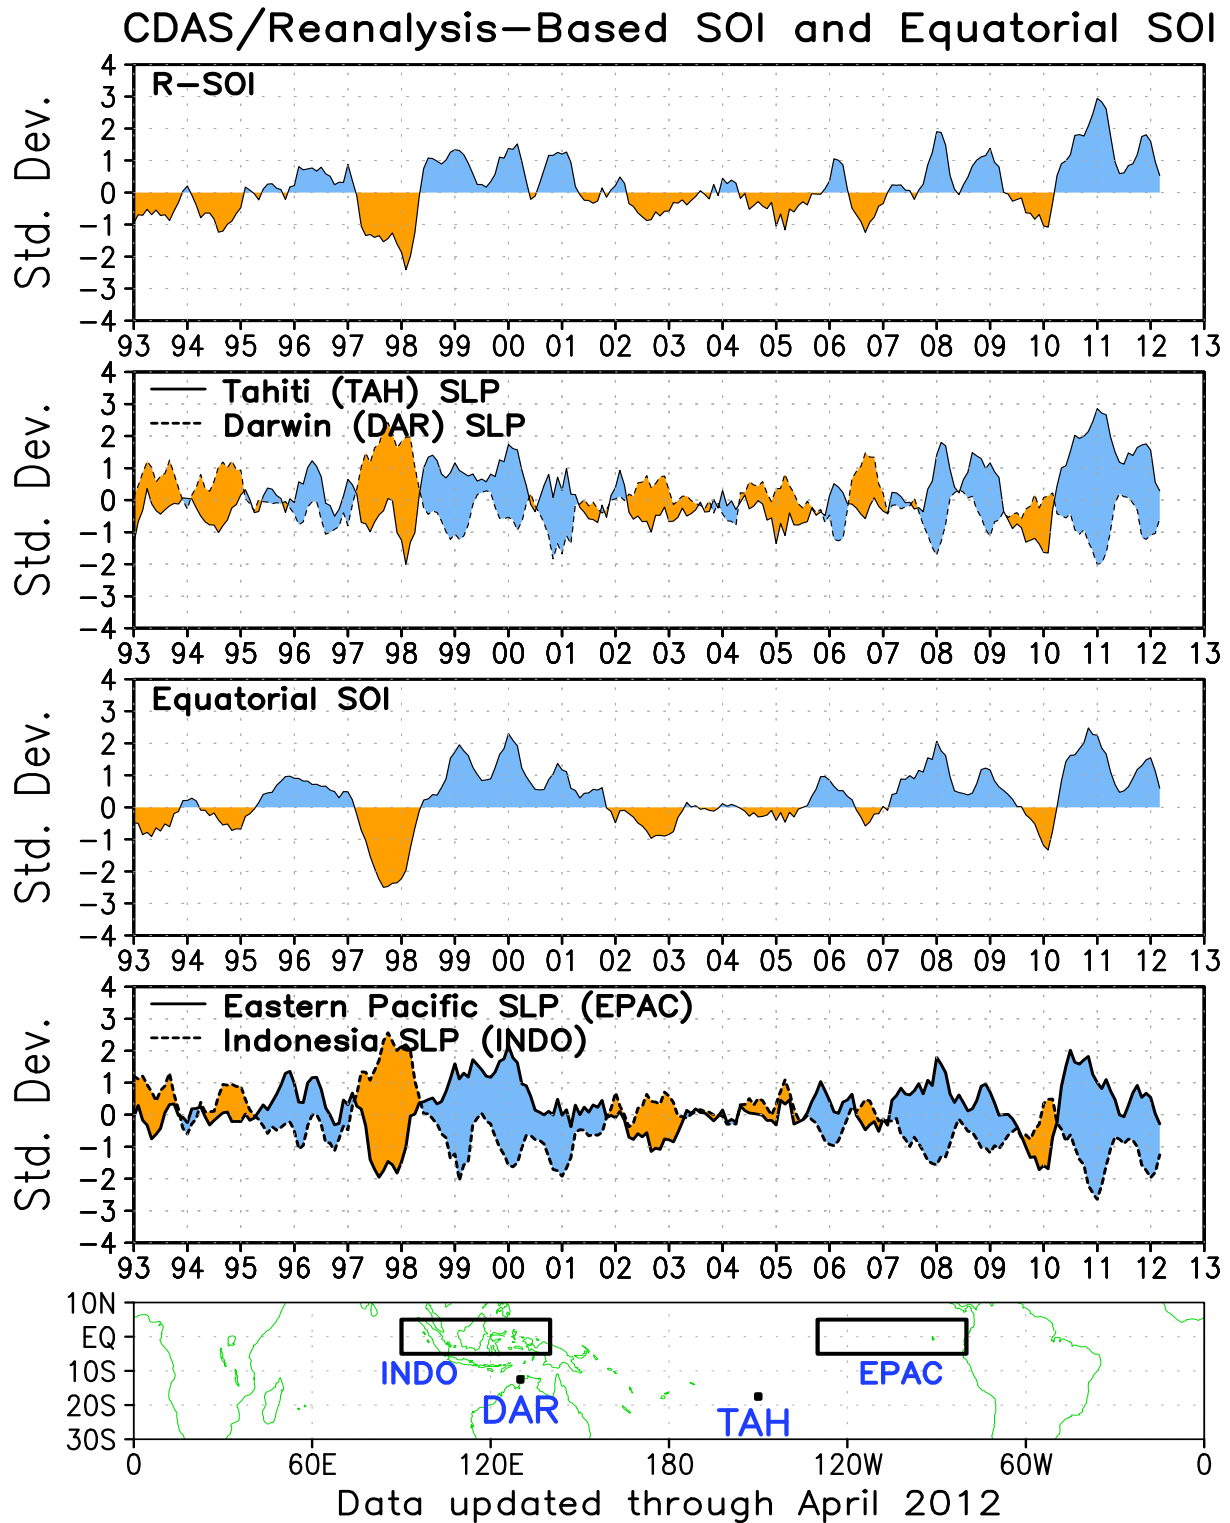 CDAS/Reanalysis-Based SOI and Equatorial SOI
Std. Dev.
R-SOI
4
3
2
1
0
-1
-2
-3
-4
93 94 95 96 97 98 99 00 01 02 03 04 05 06 07 08 09 10 11 12 13
Std. Dev.
Tahiti (TAH) SLP
Darwin (DAR) SLP
4
3
2
1
0
-1
-2
-3
-4
93 94 95 96 97 98 99 00 01 02 03 04 05 06 07 08 09 10 11 12 13
Std. Dev.
Equatorial SOI
4
3
2
1
0
-1
-2
-3
-4
93 94 95 96 97 98 99 00 01 02 03 04 05 06 07 08 09 10 11 12 13
Std. Dev.
Eastern Pacific SLP (EPAC)
Indonesia SLP (INDO)
4
3
2
1
0
-1
-2
-3
-4
93 94 95 96 97 98 99 00 01 02 03 04 05 06 07 08 09 10 11 12 13
10N
EQ
10S
20S
30S
INDO
EPAC
DAR
TAH
0 60E 120E 180 120W 60W 0
Data updated through April 2012